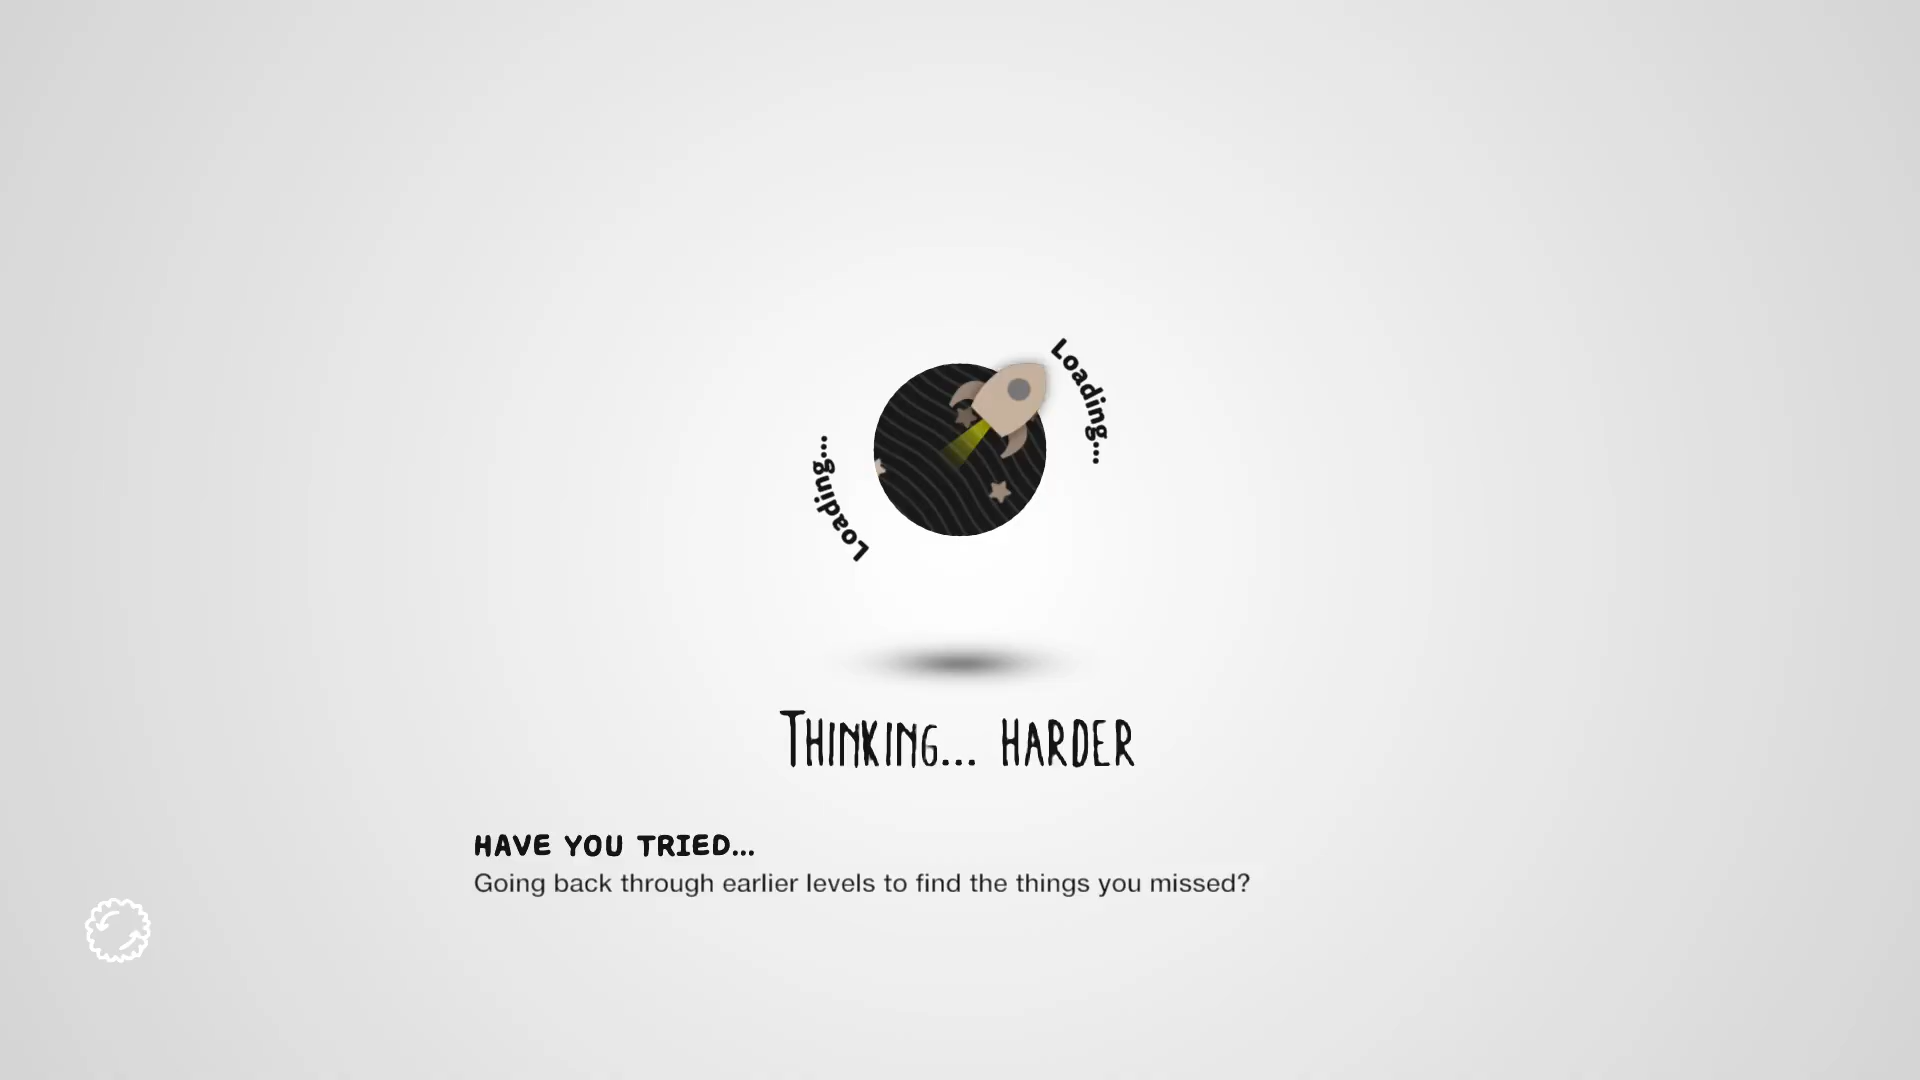 Loading...
Loading...
THINKING... HARDER
HAVE YOU TRIED...
Going back through earlier levels to find the things you missed?